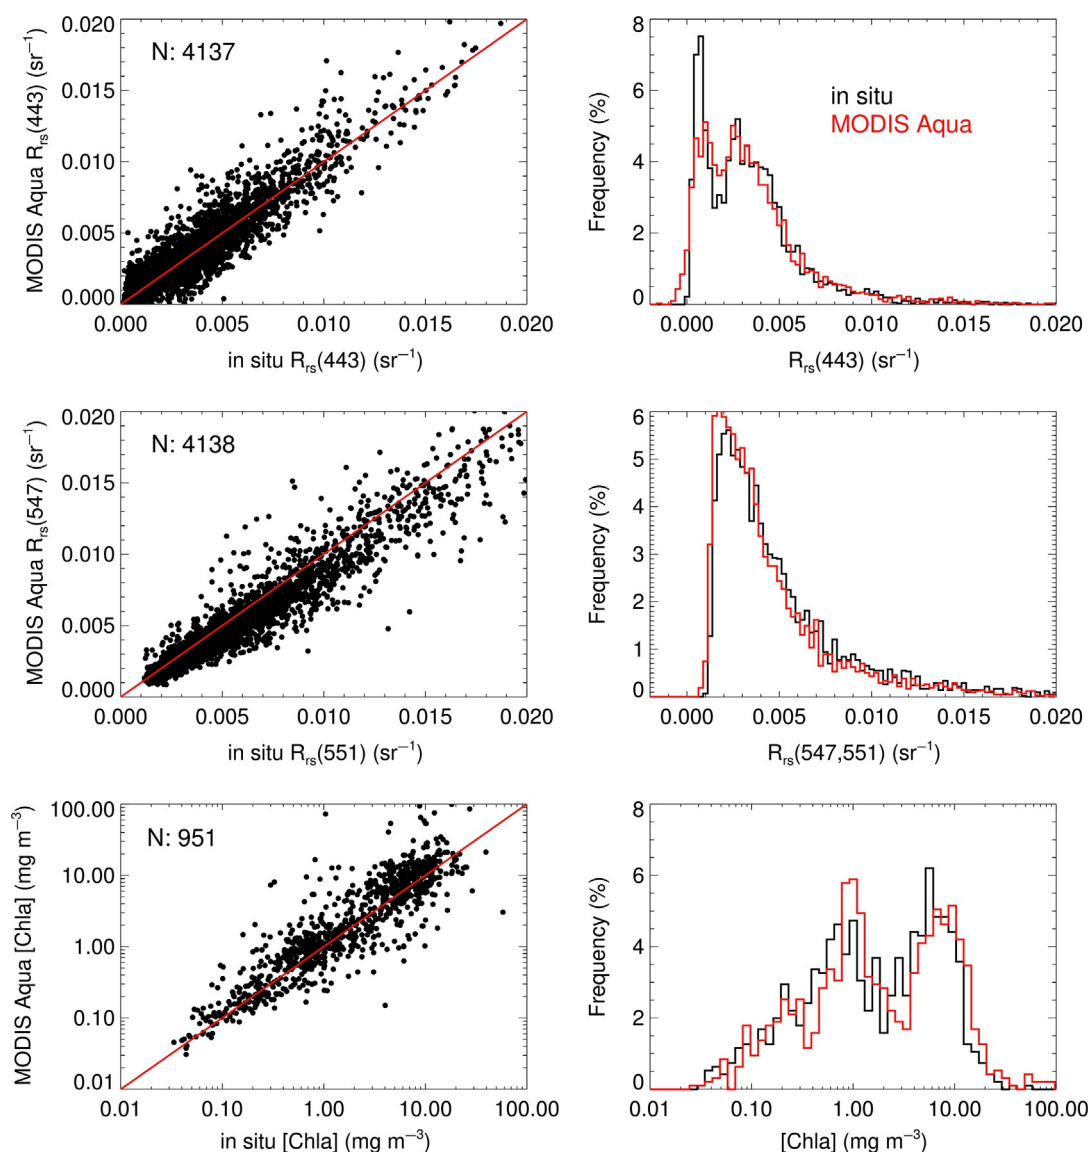 0.020
0.015
0.010
0.005
0.000
MODIS Aqua Rrs(443) (sr−1)
N: 4137
0.000 0.005 0.010 0.015 0.020
in situ Rrs(443) (sr−1)
8
6
4
2
0
Frequency (%)
in situ
MODIS Aqua
0.000 0.005 0.010 0.015 0.020
Rrs(443) (sr−1)
0.020
0.015
0.010
0.005
0.000
MODIS Aqua Rrs(547) (sr−1)
N: 4138
0.000 0.005 0.010 0.015 0.020
in situ Rrs(551) (sr−1)
6
5
4
3
2
1
0
Frequency (%)
0.000 0.005 0.010 0.015 0.020
Rrs(547,551) (sr−1)
100.00
10.00
1.00
0.10
0.01
MODIS Aqua [Chla] (mg m−3)
N: 951
0.01 0.10 1.00 10.00 100.00
in situ [Chla] (mg m−3)
8
6
4
2
0
Frequency (%)
0.01 0.10 1.00 10.00 100.00
[Chla] (mg m−3)